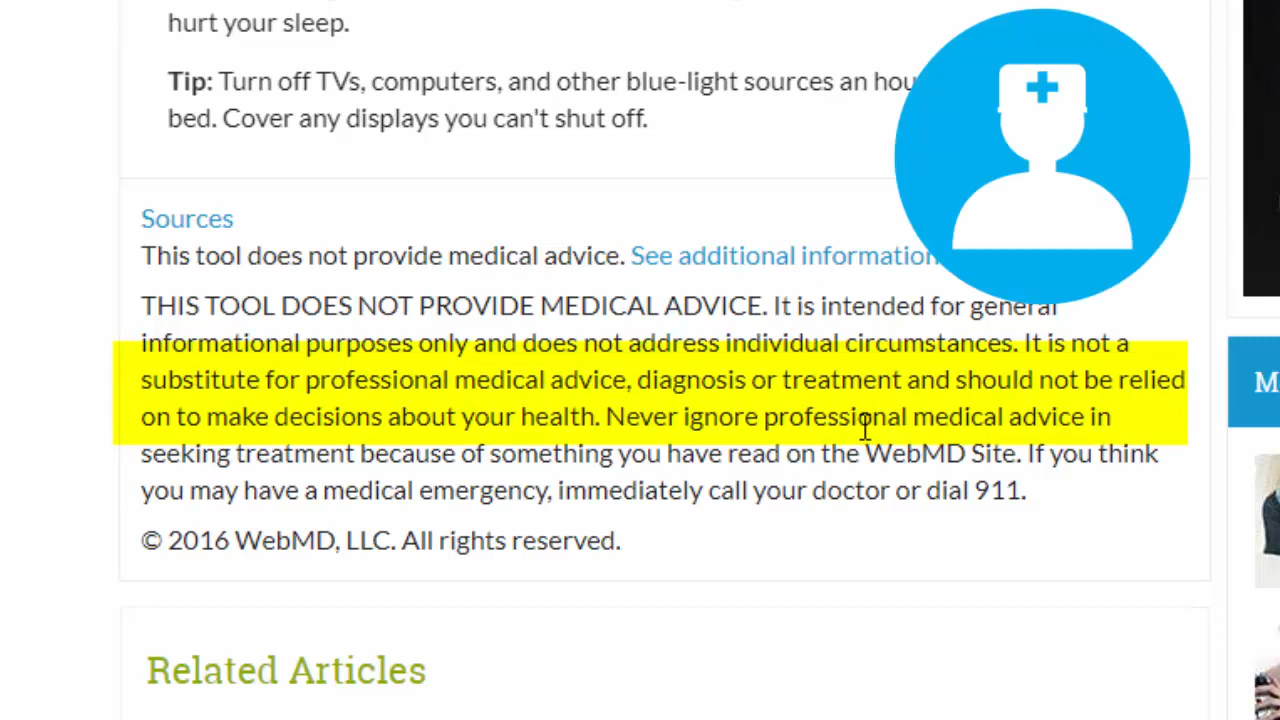 hurt your sleep.
Tip: Turn off TVs, computers, and other blue-light sources an
bed. Cover any displays you can't shut off.
Sources
This tool does not provide medical advice. See additional information
THIS TOOL DOES NOT PROVIDE MEDICAL ADVICE. It is intended for general
informational purposes only and does not address individual circumstances. It is not a
substitute for professional medical advice, diagnosis or treatment and should not be relied
on to make decisions about your health. Never ignore professional medical advice in
seeking treatment because of something you have read on the WebMD Site. If you think
you may have a medical emergency, immediately call your doctor or dial 911.
© 2016 WebMD, LLC. All rights reserved.
Related Articles